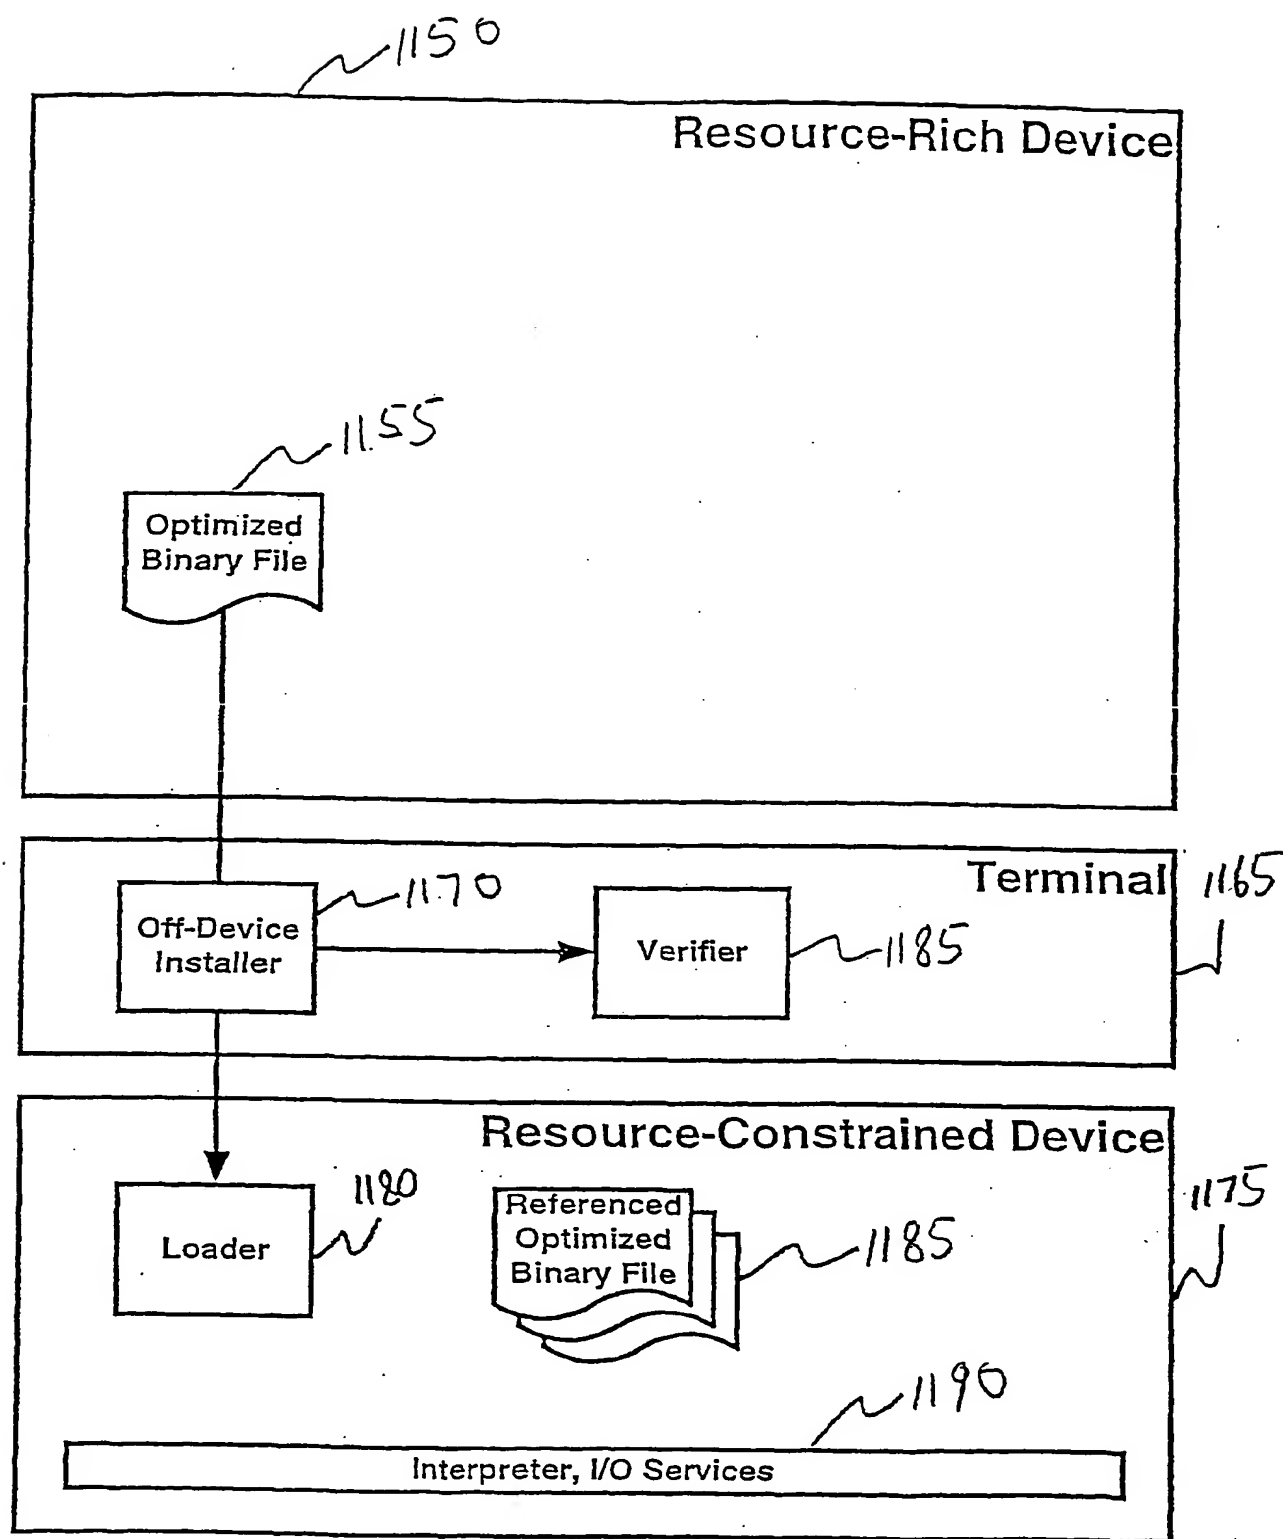 1150
Resource-Rich Device
1155
Optimized
Binary File
Terminal
1165
1170
Off-Device
Installer
Verifier
1185
Resource-Constrained Device
1175
1180
Loader
Referenced
Optimized
Binary File
1185
1190
Interpreter, I/O Services